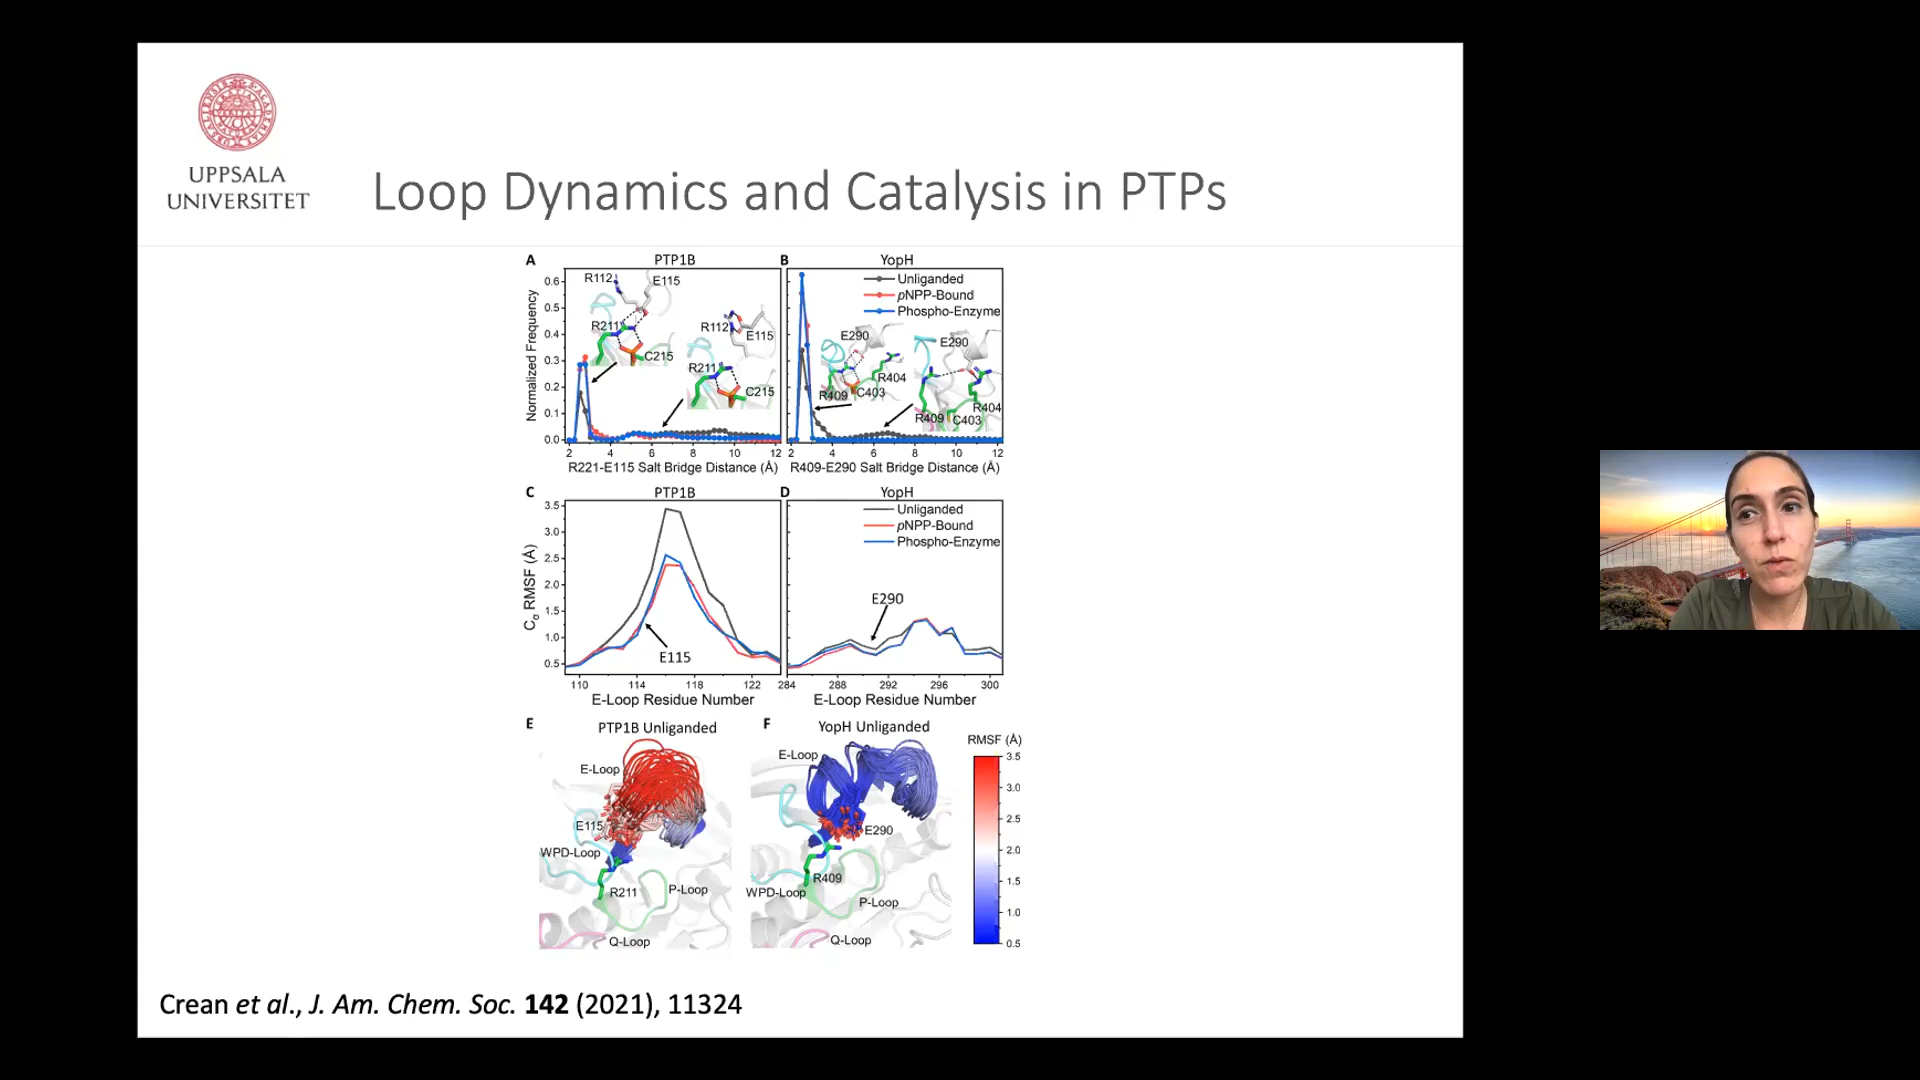 UPPSALA
UNIVERSITET
Loop Dynamics and Catalysis in PTPs
A
PTP1B
B
YopH
Normalized Frequency
0.6
0.5
0.4
0.3
0.2
0.1
0.0
R112
E115
R211
C215
R112
E115
R211
C215
2 4 6 8 10 12
R221-E115 Salt Bridge Distance (Å)
Unliganded
pNPP-Bound
Phospho-Enzyme
E290
R404
R409
C403
E290
R404
R409
C403
2 4 6 8 10 12
R409-E290 Salt Bridge Distance (Å)
C
PTP1B
D
YopH
Cα RMSF (Å)
3.5
3.0
2.5
2.0
1.5
1.0
0.5
E115
110 114 118 122
E-Loop Residue Number
Unliganded
pNPP-Bound
Phospho-Enzyme
E290
284 288 292 296 300
E-Loop Residue Number
E
PTP1B Unliganded
E-Loop
E115
WPD-Loop
R211
P-Loop
Q-Loop
F
YopH Unliganded
E-Loop
E290
R409
WPD-Loop
P-Loop
Q-Loop
RMSF (Å)
3.5
3.0
2.5
2.0
1.5
1.0
0.5
Crean et al., J. Am. Chem. Soc. 142 (2021), 11324